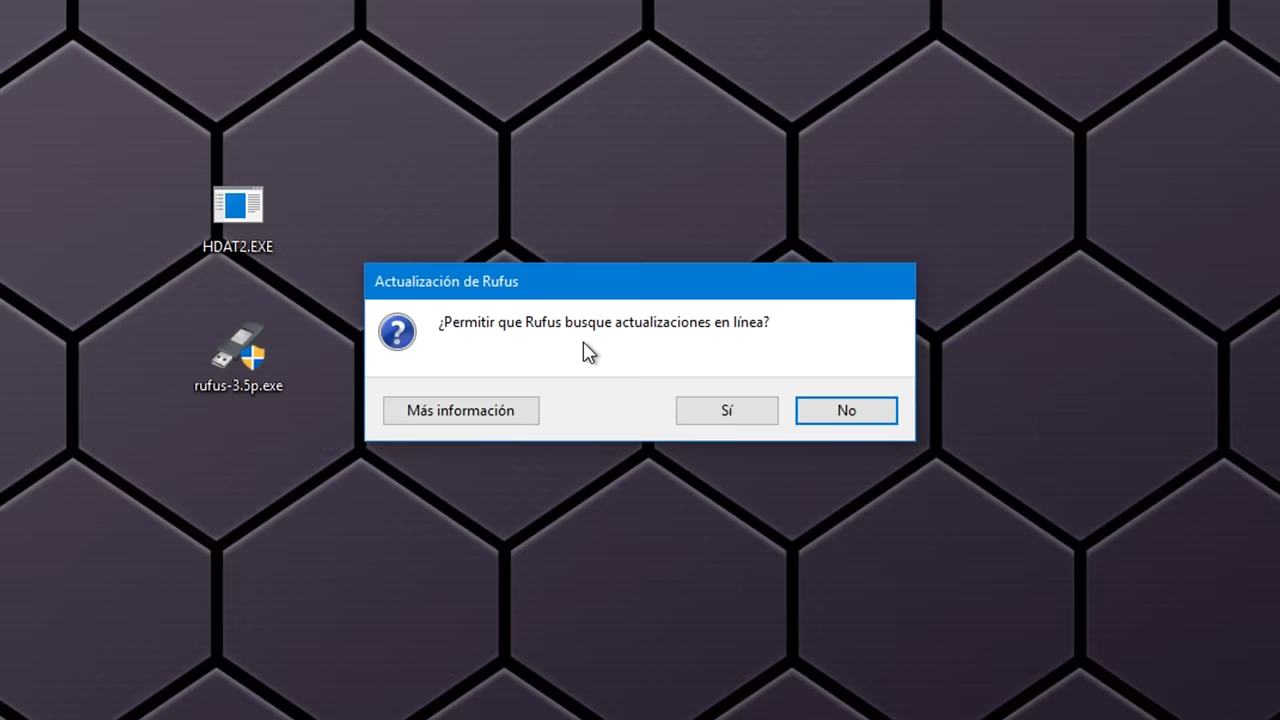 HDAT2.EXE
rufus-3.5p.exe
Actualización de Rufus
¿Permitir que Rufus busque actualizaciones en línea?
Más información
Sí
No